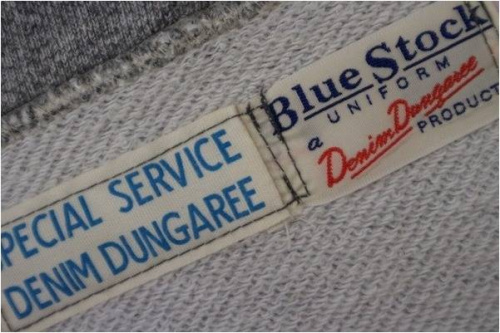 PECIAL SERVICE
DENIM DUNGAREE
Blue Stock
UNIFORM
a Denim Dungaree
PRODUCT